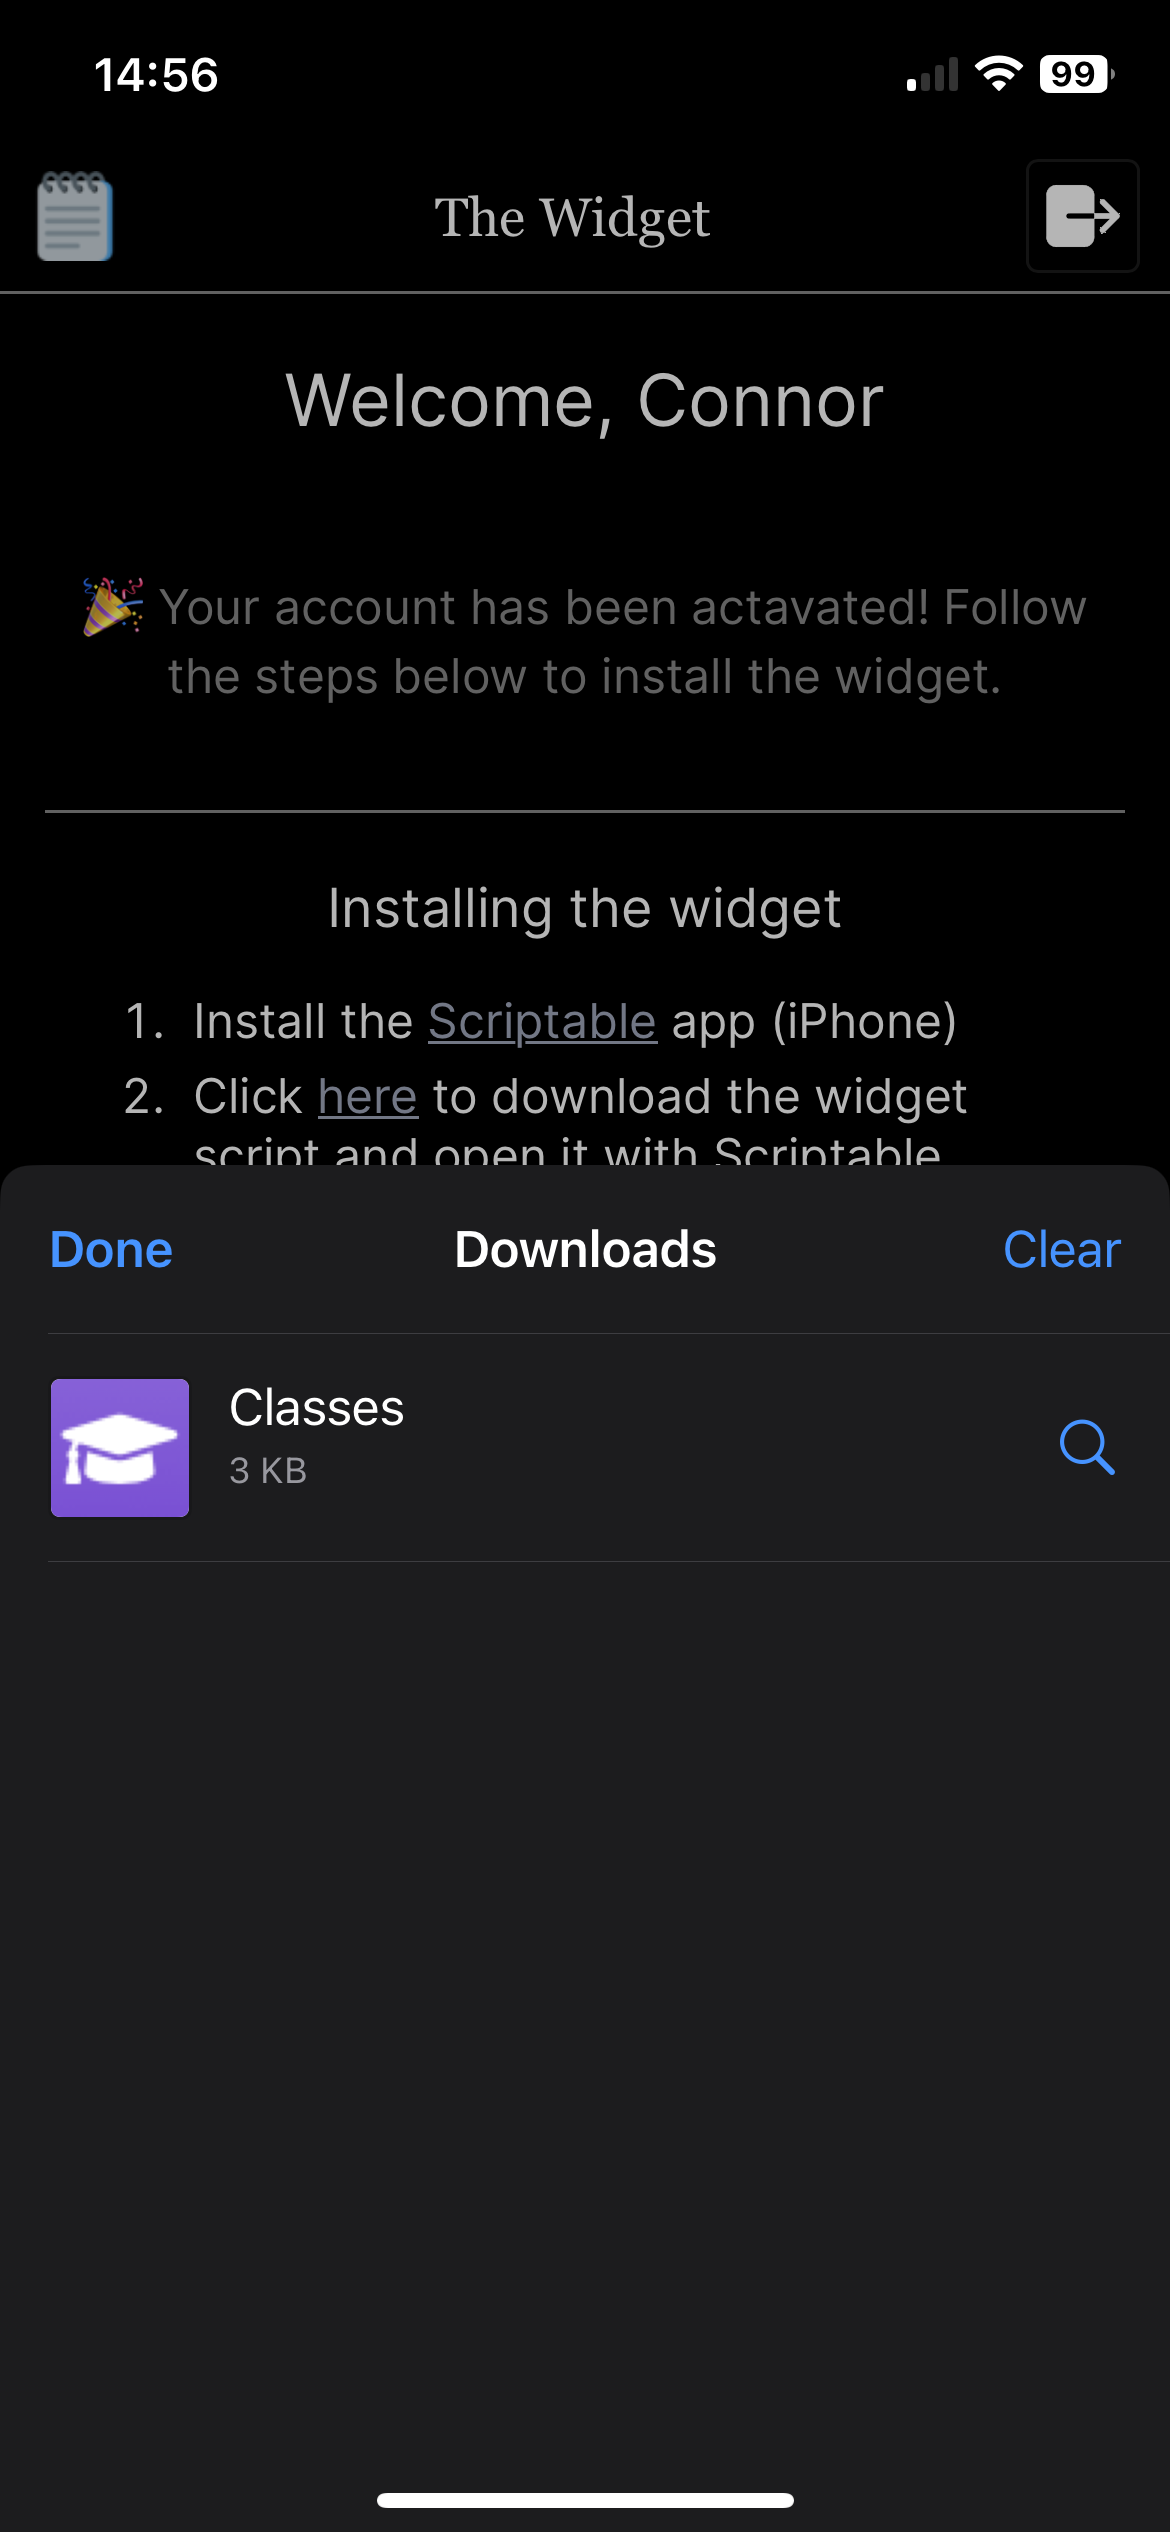 14:56
99
The Widget
Welcome, Connor
Your account has been actavated! Follow
the steps below to install the widget.
Installing the widget
1. Install the Scriptable app (iPhone)
2. Click here to download the widget
script and open it with Scriptable
Done
Downloads
Clear
Classes
3 KB